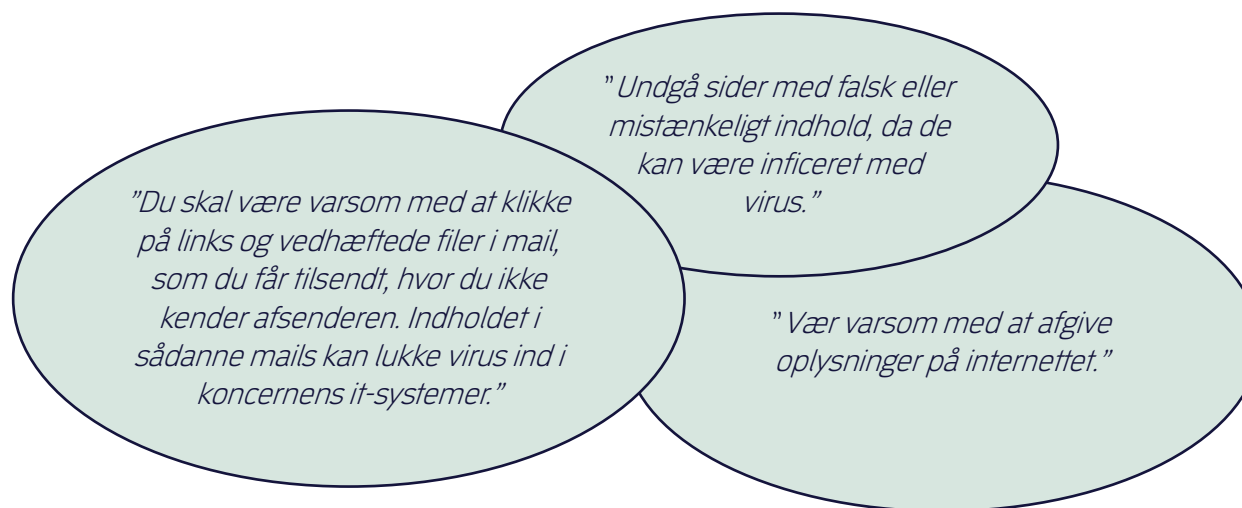 "Undgå sider med falsk eller
mistænkeligt indhold, da de
kan være inficeret med
virus."
"Du skal være varsom med at klikke
på links og vedhæftede filer i mail,
som du får tilsendt, hvor du ikke
kender afsenderen. Indholdet i
sådanne mails kan lukke virus ind i
koncernens it-systemer."
"Vær varsom med at afgive
oplysninger på internettet."